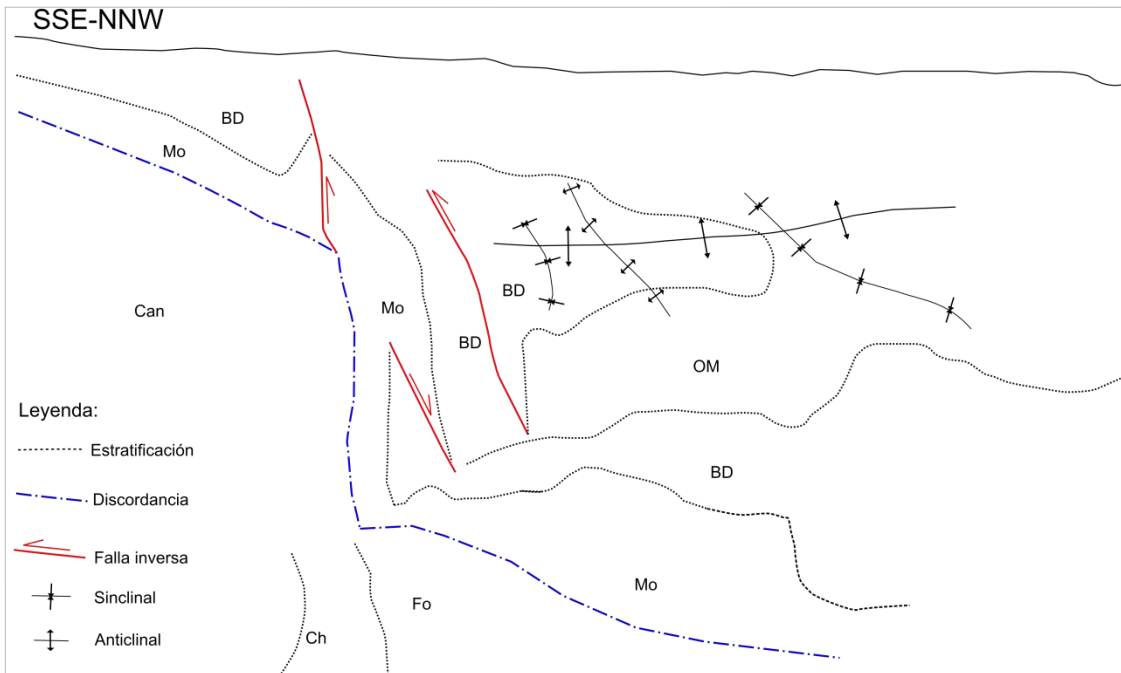 SSE-NNW
BD
Mo
BD
Can
Mo
BD
OM
BD
Leyenda:
Estratificación
Discordancia
Falla inversa
Mo
Fo
Sinclinal
Ch
Anticlinal